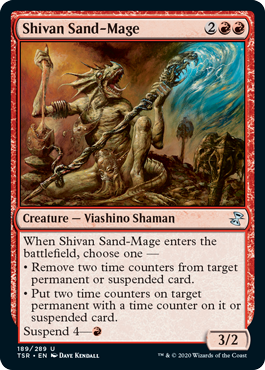 Shivan Sand-Mage 2
Creature — Viashino Shaman
When Shivan Sand-Mage enters the
battlefield, choose one —
• Remove two time counters from target
permanent or suspended card.
• Put two time counters on target
permanent with a time counter on it or
suspended card.
Suspend 4—
3/2
189/289 U
TSR • EN Dave Kendall
™ & © 2020 Wizards of the Coast